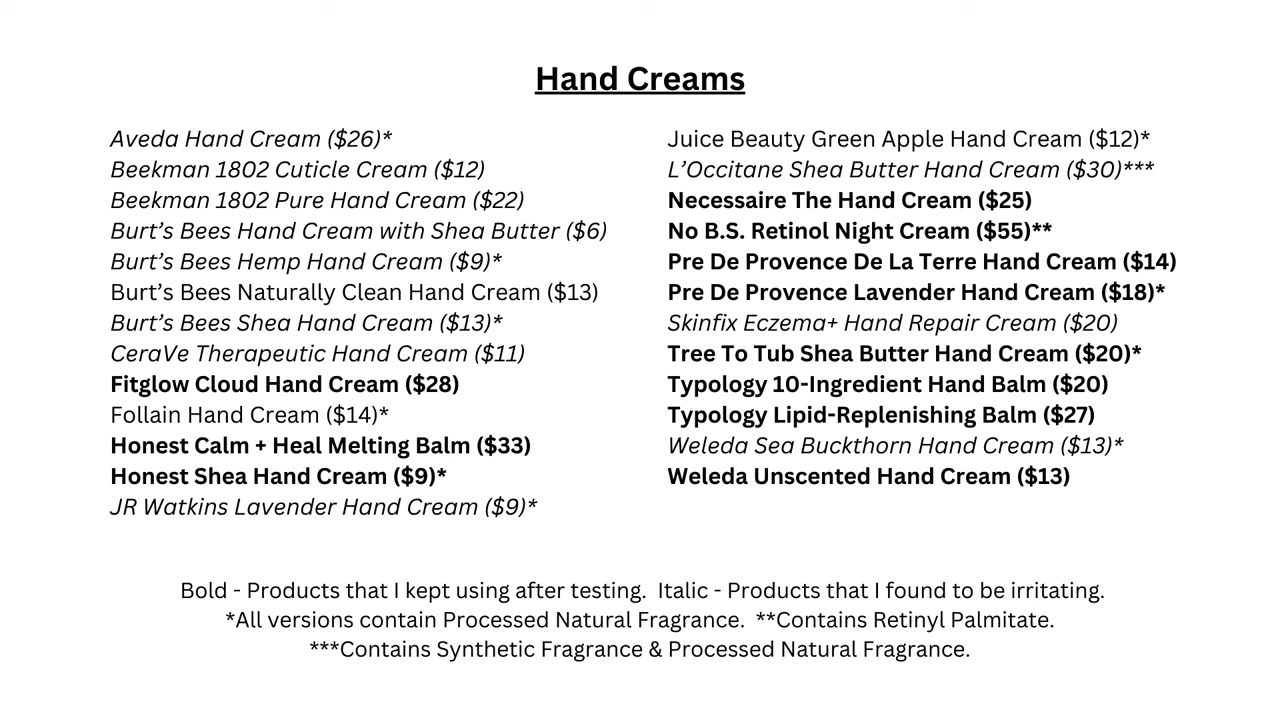 Hand Creams
Aveda Hand Cream ($26)*
Beekman 1802 Cuticle Cream ($12)
Beekman 1802 Pure Hand Cream ($22)
Burt’s Bees Hand Cream with Shea Butter ($6)
Burt’s Bees Hemp Hand Cream ($9)*
Burt’s Bees Naturally Clean Hand Cream ($13)
Burt’s Bees Shea Hand Cream ($13)*
CeraVe Therapeutic Hand Cream ($11)
Fitglow Cloud Hand Cream ($28)
Follain Hand Cream ($14)*
Honest Calm + Heal Melting Balm ($33)
Honest Shea Hand Cream ($9)*
JR Watkins Lavender Hand Cream ($9)*
Juice Beauty Green Apple Hand Cream ($12)*
L’Occitane Shea Butter Hand Cream ($30)***
Necessaire The Hand Cream ($25)
No B.S. Retinol Night Cream ($55)**
Pre De Provence De La Terre Hand Cream ($14)
Pre De Provence Lavender Hand Cream ($18)*
Skinfix Eczema+ Hand Repair Cream ($20)
Tree To Tub Shea Butter Hand Cream ($20)*
Typology 10-Ingredient Hand Balm ($20)
Typology Lipid-Replenishing Balm ($27)
Weleda Sea Buckthorn Hand Cream ($13)*
Weleda Unscented Hand Cream ($13)
Bold - Products that I kept using after testing.  Italic - Products that I found to be irritating.
*All versions contain Processed Natural Fragrance.  **Contains Retinyl Palmitate.
***Contains Synthetic Fragrance & Processed Natural Fragrance.